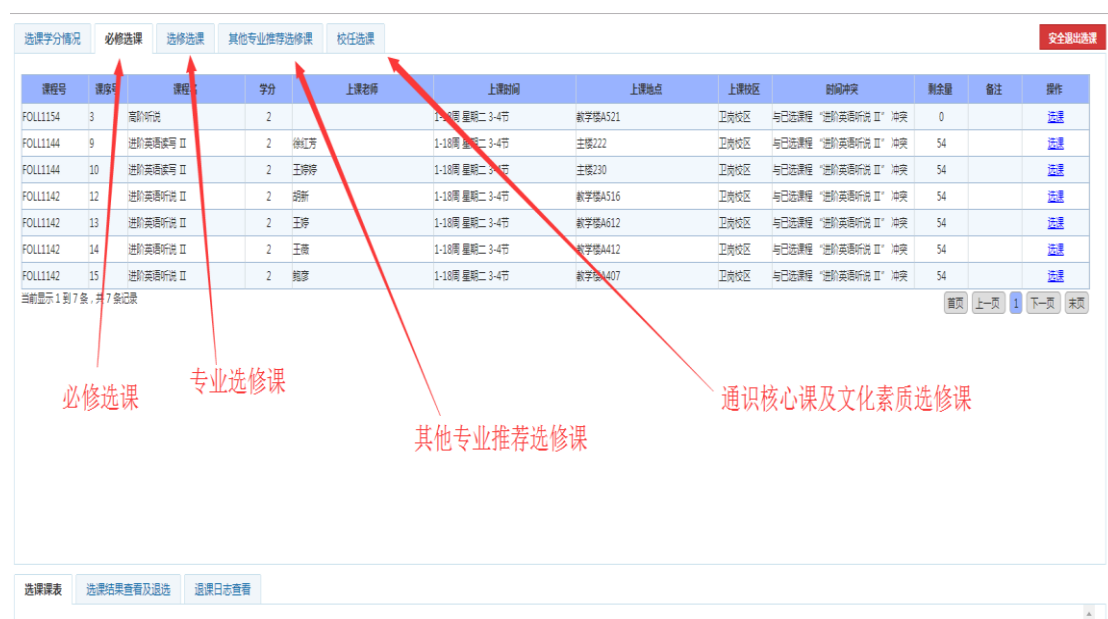 选课学分情况 必修选课 选修选课 其他专业推荐选修课 校任选课 安全退出选课
课程号 课序号 课程名 学分 上课老师 上课时间 上课地点 上课校区 时间冲突 剩余量 备注 操作
FOLL1154 3 高阶听说 2 1-18周 星期二 3-4节 教学楼A521 卫岗校区 与已选课程“进阶英语听说 II”冲突 0 选课
FOLL1144 9 进阶英语读写 II 2 徐红芳 1-18周 星期二 3-4节 主楼222 卫岗校区 与已选课程“进阶英语听说 II”冲突 54 选课
FOLL1144 10 进阶英语读写 II 2 王婷婷 1-18周 星期二 3-4节 主楼230 卫岗校区 与已选课程“进阶英语听说 II”冲突 54 选课
FOLL1142 12 进阶英语听说 II 2 胡新 1-18周 星期二 3-4节 教学楼A516 卫岗校区 与已选课程“进阶英语听说 II”冲突 54 选课
FOLL1142 13 进阶英语听说 II 2 王婷 1-18周 星期二 3-4节 教学楼A612 卫岗校区 与已选课程“进阶英语听说 II”冲突 54 选课
FOLL1142 14 进阶英语听说 II 2 王薇 1-18周 星期二 3-4节 教学楼A412 卫岗校区 与已选课程“进阶英语听说 II”冲突 54 选课
FOLL1142 15 进阶英语听说 II 2 鲍彦 1-18周 星期二 3-4节 教学楼A407 卫岗校区 与已选课程“进阶英语听说 II”冲突 54 选课
当前显示 1 到 7 条，共 7 条记录 首页 上一页 1 下一页 末页
必修选课
专业选修课
其他专业推荐选修课
通识核心课及文化素质选修课
选课课表 选课结果查看及退选 退课日志查看